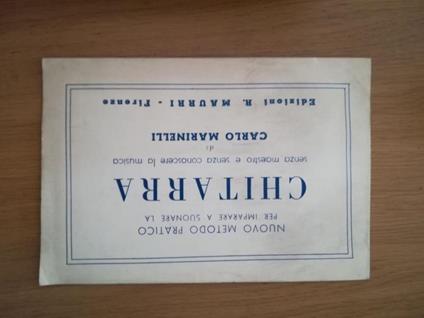 NUOVO METODO PRATICO
PER IMPARARE A SUONARE LA
CHITARRA
senza maestro e senza conoscere la musica
di
CARLO MARINELLI
Edizioni R. MAURRI - Firenze